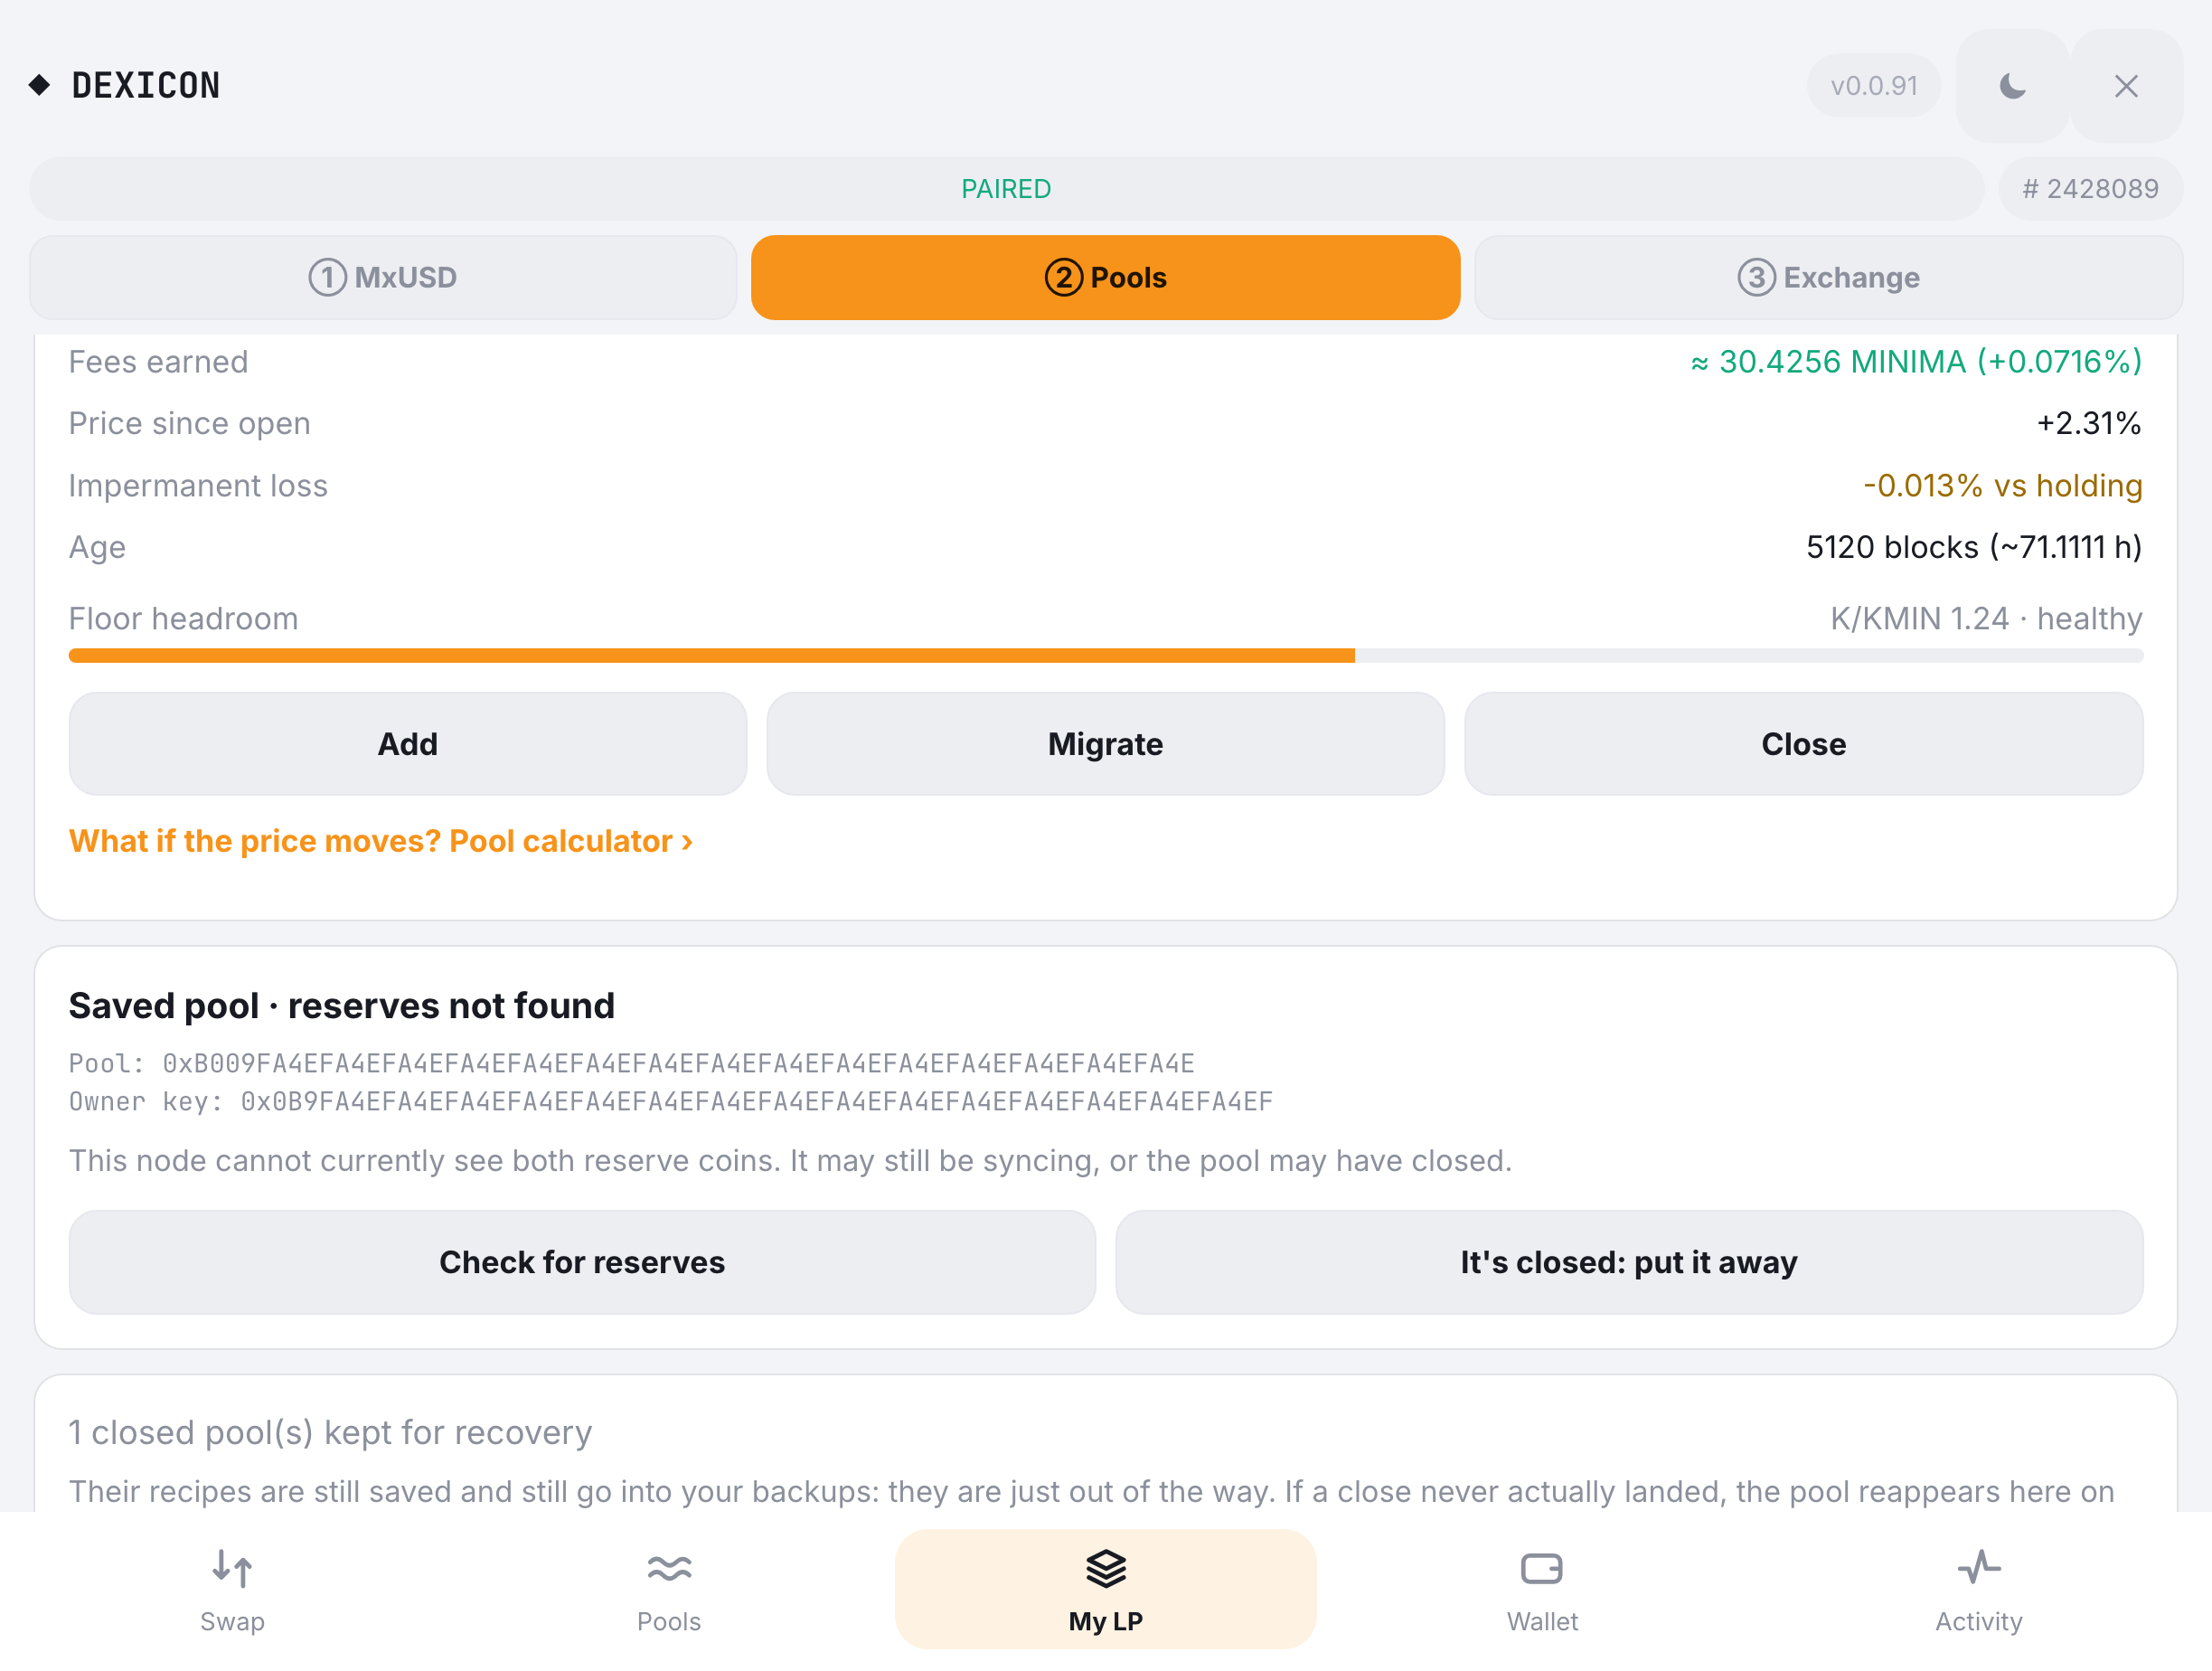 DEXICON
v0.0.91
PAIRED
# 2428089
1 MxUSD
2 Pools
3 Exchange
Fees earned
≈ 30.4256 MINIMA (+0.0716%)
Price since open
+2.31%
Impermanent loss
-0.013% vs holding
Age
5120 blocks (~71.1111 h)
Floor headroom
K/KMIN 1.24 · healthy
Add
Migrate
Close
What if the price moves? Pool calculator ›
Saved pool · reserves not found
Pool: 0xB009FA4EFA4EFA4EFA4EFA4EFA4EFA4EFA4EFA4EFA4EFA4EFA4EFA4EFA4EFA4E
Owner key: 0x0B9FA4EFA4EFA4EFA4EFA4EFA4EFA4EFA4EFA4EFA4EFA4EFA4EFA4EFA4EFA4EF
This node cannot currently see both reserve coins. It may still be syncing, or the pool may have closed.
Check for reserves
It's closed: put it away
1 closed pool(s) kept for recovery
Their recipes are still saved and still go into your backups: they are just out of the way. If a close never actually landed, the pool reappears here on
Swap
Pools
My LP
Wallet
Activity